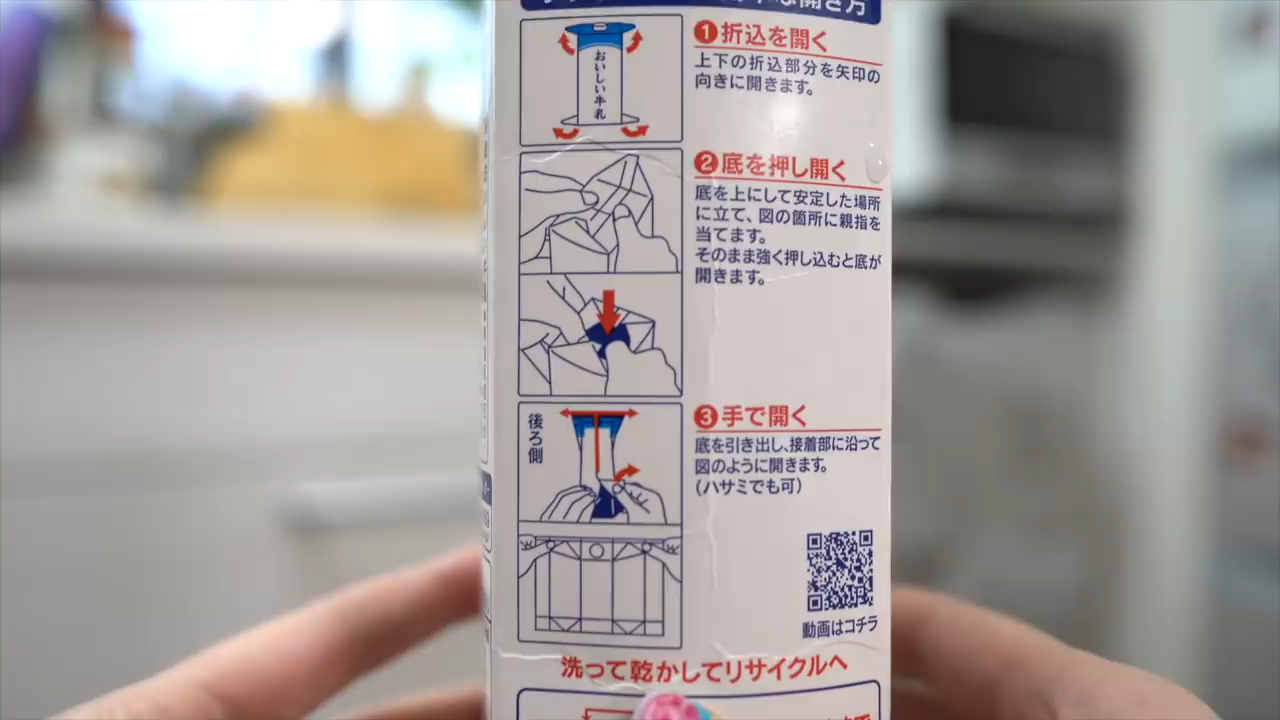 な開き方
①折込を開く
上下の折込部分を矢印の
向きに開きます。
おいしい牛乳
②底を押し開く
底を上にして安定した場所
に立て、図の箇所に親指を
当てます。
そのまま強く押し込むと底が
開きます。
③手で開く
後ろ側
底を引き出し、接着部に沿って
図のように開きます。
(ハサミでも可)
動画はコチラ
洗って乾かしてリサイクルへ